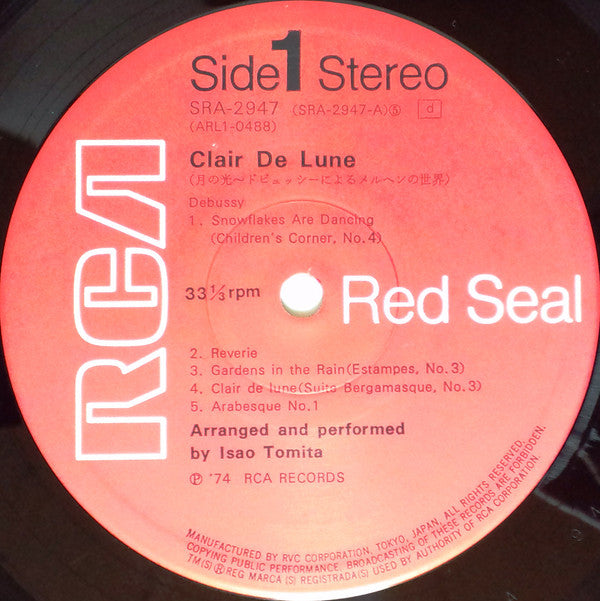 Side 1 Stereo
SRA-2947 (SRA-2947-A)⑤ d
(ARL1-0488)
Clair De Lune
(月の光〜ドビュッシーによるメルヘンの世界)
Debussy
1. Snowflakes Are Dancing
(Children's Corner, No.4)
33⅓rpm
RCA
Red Seal
2. Reverie
3. Gardens in the Rain(Estampes, No.3)
4. Clair de lune(Suite Bergamasque, No.3)
5. Arabesque No.1
Arranged and performed
by Isao Tomita
℗ '74 RCA RECORDS
MANUFACTURED BY RVC CORPORATION, TOKYO, JAPAN. ALL RIGHTS RESERVED.
COPYING PUBLIC PERFORMANCE. BROADCASTING OF THESE RECORDS ARE FORBIDDEN.
TM(S)® REG MARCA(S) REGISTRADA(S) USED BY AUTHORITY OF RCA CORPORATION.